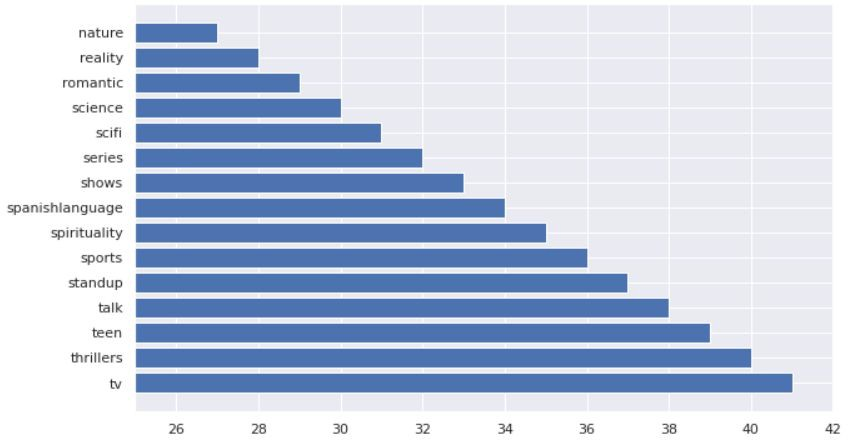 nature
reality
romantic
science
scifi
series
shows
spanishlanguage
spirituality
sports
standup
talk
teen
thrillers
tv
26 28 30 32 34 36 38 40 42